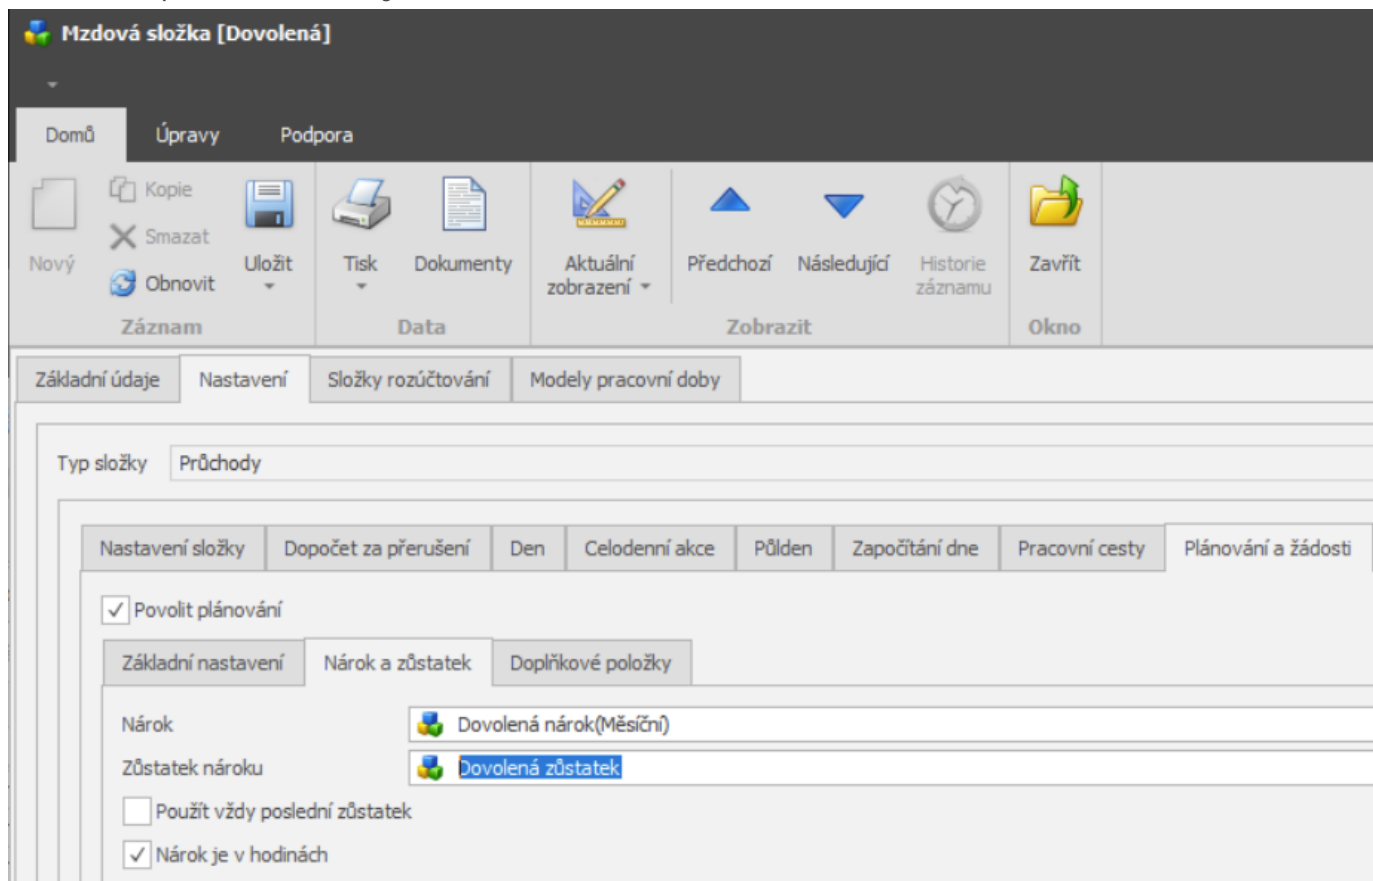 Mzdová složka [Dovolená]
Domů Úpravy Podpora
Nový Kopie Smazat Obnovit Uložit Tisk Dokumenty Aktuální zobrazení Předchozí Následující Historie záznamu Zavřít
Záznam Data Zobrazit Okno
Základní údaje Nastavení Složky rozúčtování Modely pracovní doby
Typ složky Průchody
Nastavení složky Dopočet za přerušení Den Celodenní akce Půlden Započítání dne Pracovní cesty Plánování a žádosti
Povolit plánování
Základní nastavení Nárok a zůstatek Doplňkové položky
Nárok Dovolená nárok(Měsíční)
Zůstatek nároku Dovolená zůstatek
Použít vždy poslední zůstatek
Nárok je v hodinách